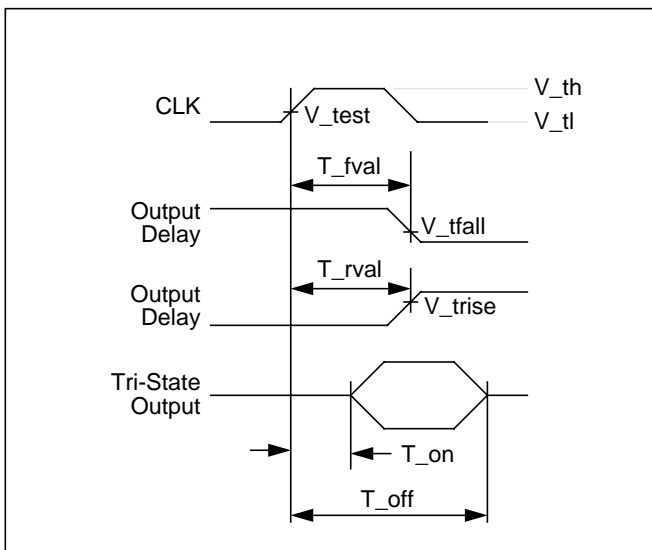 V_th
CLK
V_test
V_tl
T_fval
Output
Delay
V_tfall
T_rval
Output
Delay
V_trise
Tri-State
Output
T_on
T_off